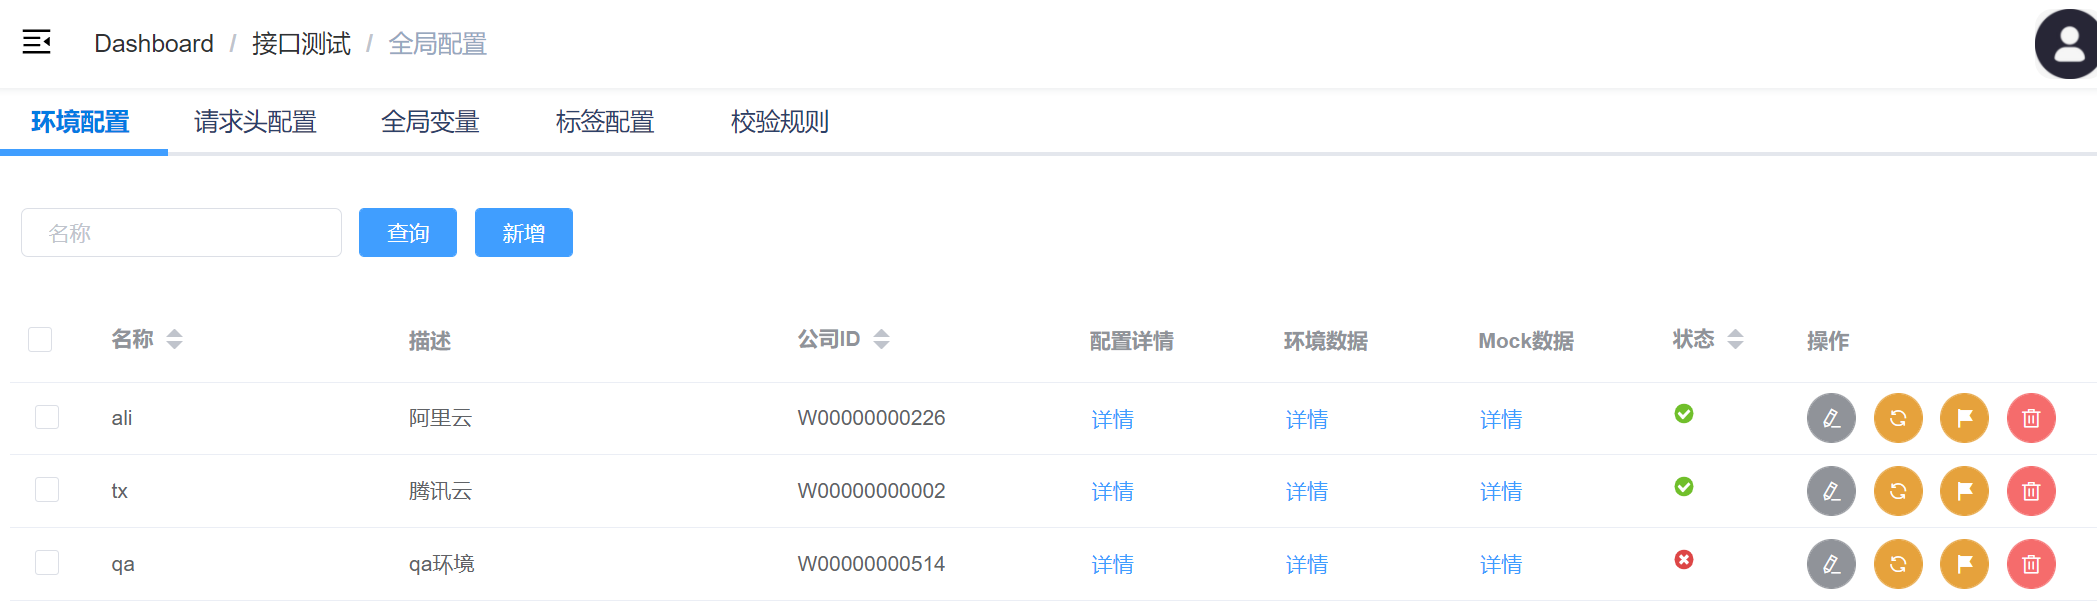 Dashboard / 接口测试 / 全局配置
环境配置 请求头配置 全局变量 标签配置 校验规则
名称 查询 新增
名称 描述 公司ID 配置详情 环境数据 Mock数据 状态 操作
ali 阿里云 W00000000226 详情 详情 详情
tx 腾讯云 W00000000002 详情 详情 详情
qa qa环境 W00000000514 详情 详情 详情